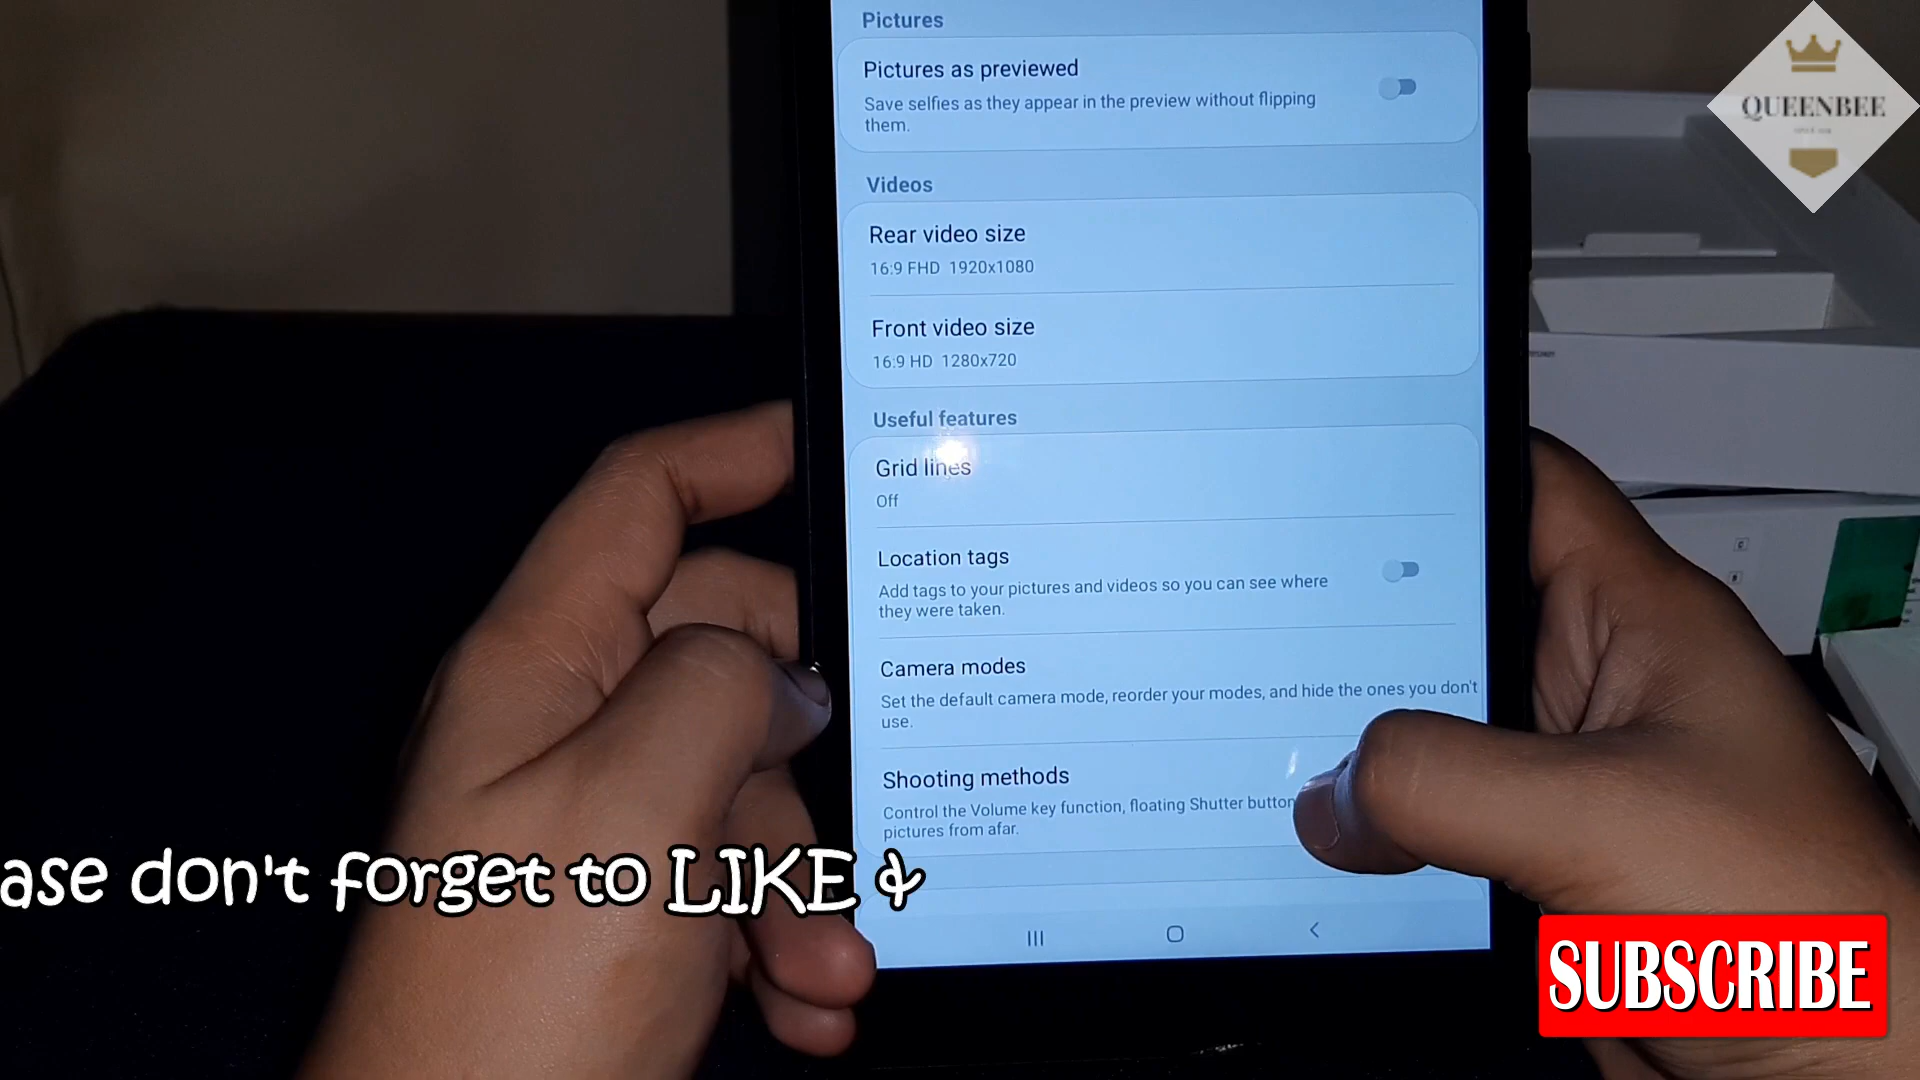 Pictures
Pictures as previewed
Save selfies as they appear in the preview without flipping
them.
Videos
Rear video size
16:9 FHD 1920x1080
Front video size
16:9 HD 1280x720
Useful features
Grid lines
Off
Location tags
Add tags to your pictures and videos so you can see where
they were taken.
Camera modes
Set the default camera mode, reorder your modes, and hide the ones you don't
use.
Shooting methods
Control the Volume key function, floating Shutter button
pictures from afar.
QUEENBEE
ase don't forget to LIKE &
SUBSCRIBE